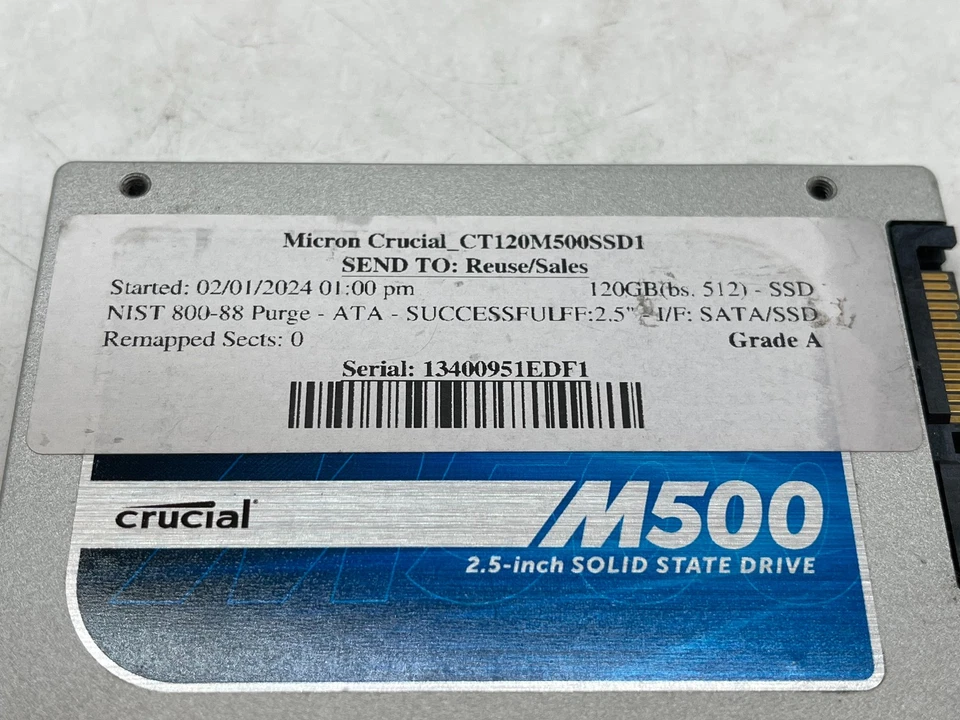 Micron Crucial_CT120M500SSD1
SEND TO: Reuse/Sales
Started: 02/01/2024 01:00 pm 120GB(bs. 512) - SSD
NIST 800-88 Purge - ATA - SUCCESSFULFF:2.5" - I/F: SATA/SSD
Remapped Sects: 0 Grade A
Serial: 13400951EDF1
crucial
M500
2.5-inch SOLID STATE DRIVE